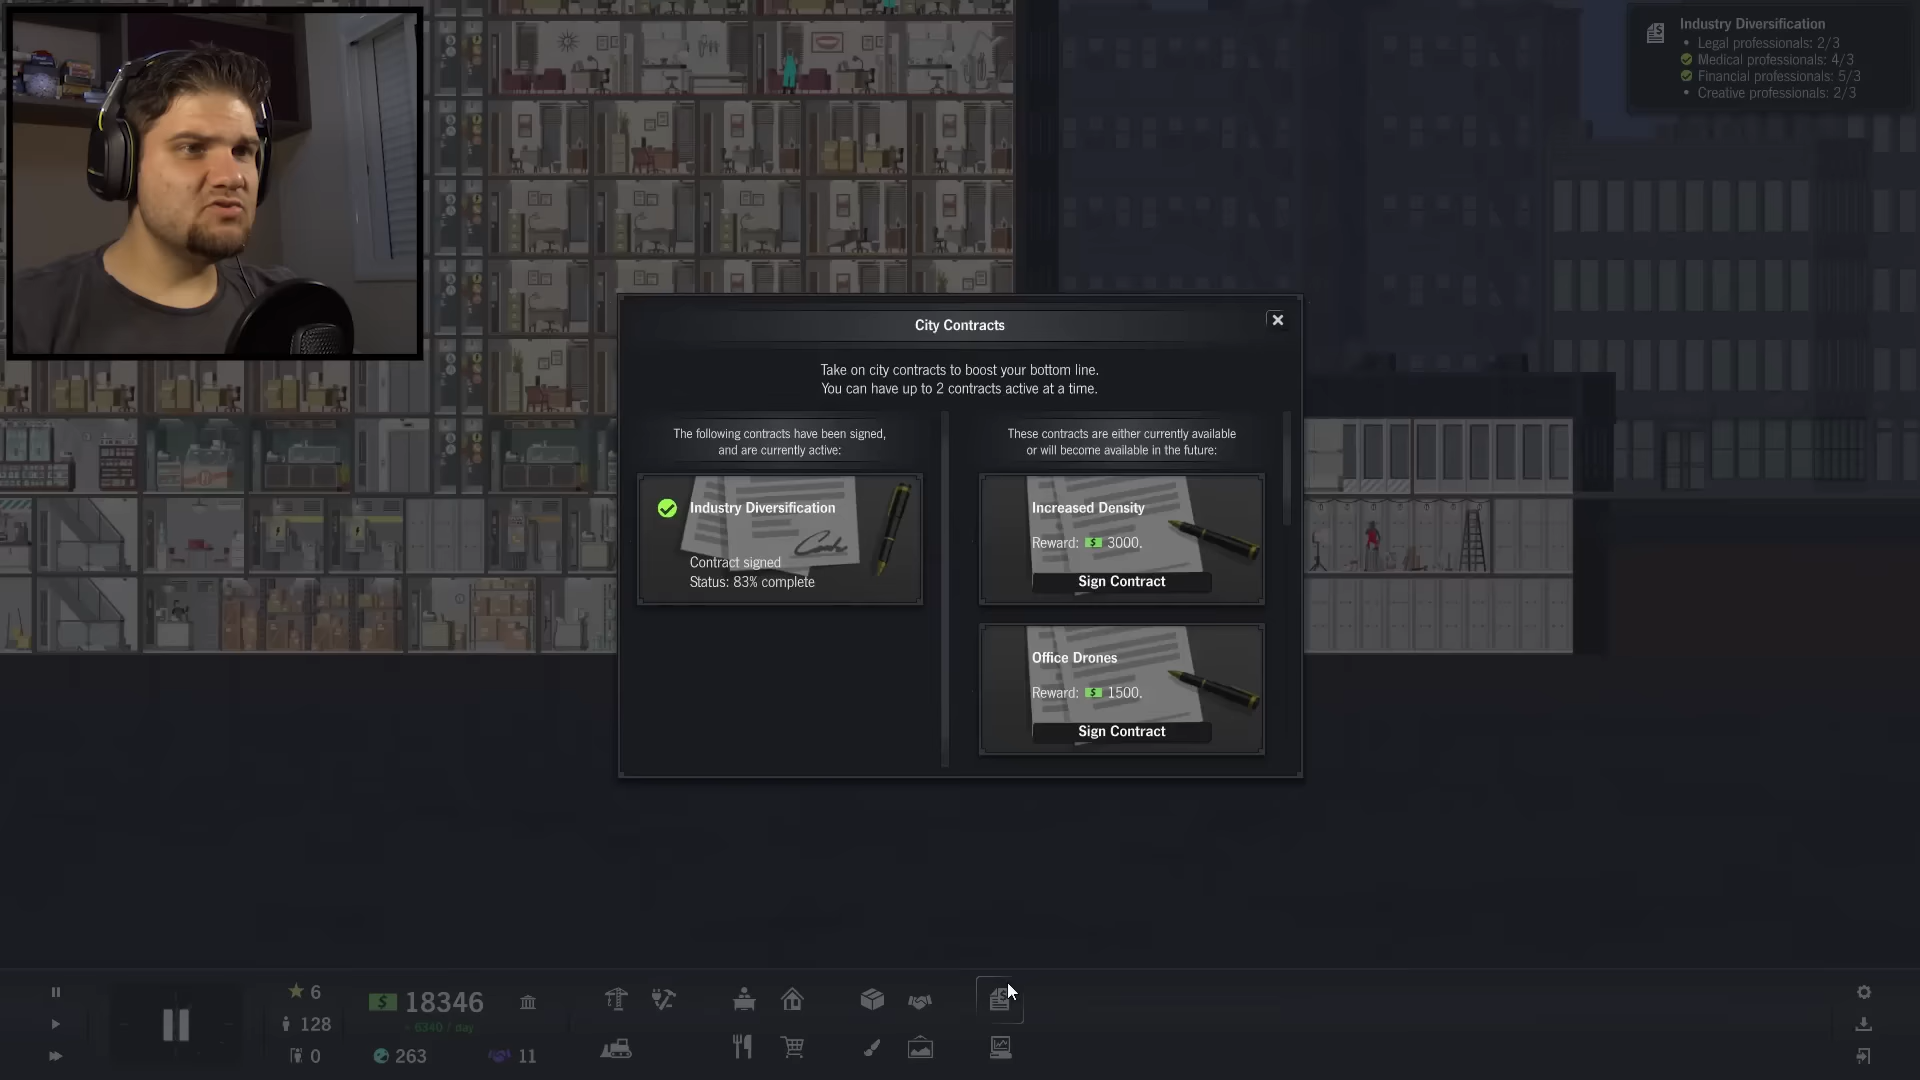 Industry Diversification
• Legal professionals: 2/3
Medical professionals: 4/3
Financial professionals: 5/3
• Creative professionals: 2/3
City Contracts
Take on city contracts to boost your bottom line.
You can have up to 2 contracts active at a time.
The following contracts have been signed,
and are currently active:
Industry Diversification
Contract signed
Status: 83% complete
These contracts are either currently available
or will become available in the future:
Increased Density
Reward: $ 3000.
Sign Contract
Office Drones
Reward: $ 1500.
Sign Contract
6
$ 18346
+ 6340 / day
128
0
263
11